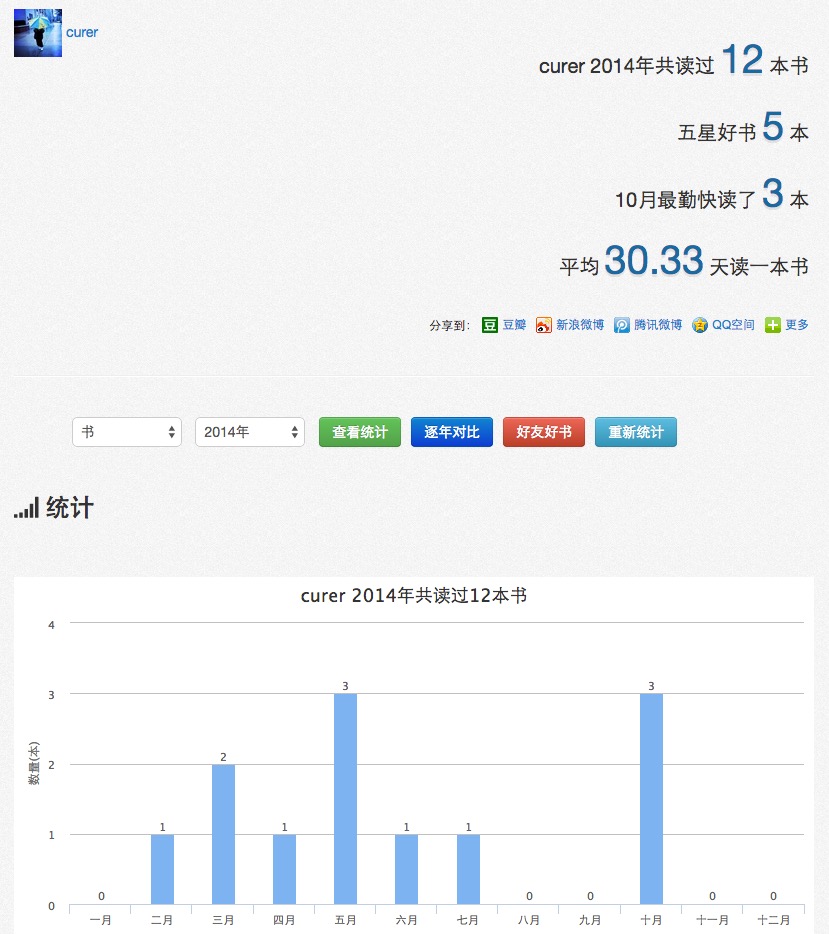 curer
curer 2014年共读过 12 本书
五星好书 5 本
10月最勤快读了 3 本
平均 30.33 天读一本书
分享到： 豆 豆瓣 新浪微博 腾讯微博 QQ空间 更多
书 2014年 查看统计 逐年对比 好友好书 重新统计
统计
curer 2014年共读过12本书
数量(本)
4
3
2
1
0
0 1 2 1 3 1 1 0 0 3 0 0
一月 二月 三月 四月 五月 六月 七月 八月 九月 十月 十一月 十二月